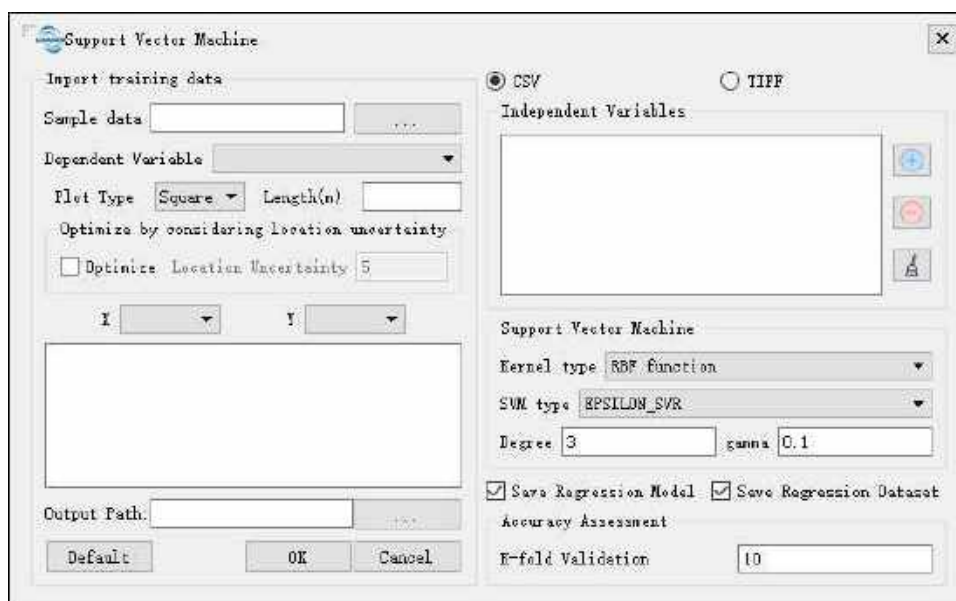 Support Vector Machine
Import training data
Sample data ...
Dependent Variable
Plot Type Square Length(m)
Optimize by considering location uncertainty
Optimize Location Uncertainty 5
X Y
Output Path: ...
Default OK Cancel
CSV TIFF
Independent Variables
Support Vector Machine
Kernel type RBF function
SVM type EPSILON_SVR
Degree 3 gamma 0.1
Save Regression Model Save Regression Dataset
Accuracy Assessment
K-fold Validation 10